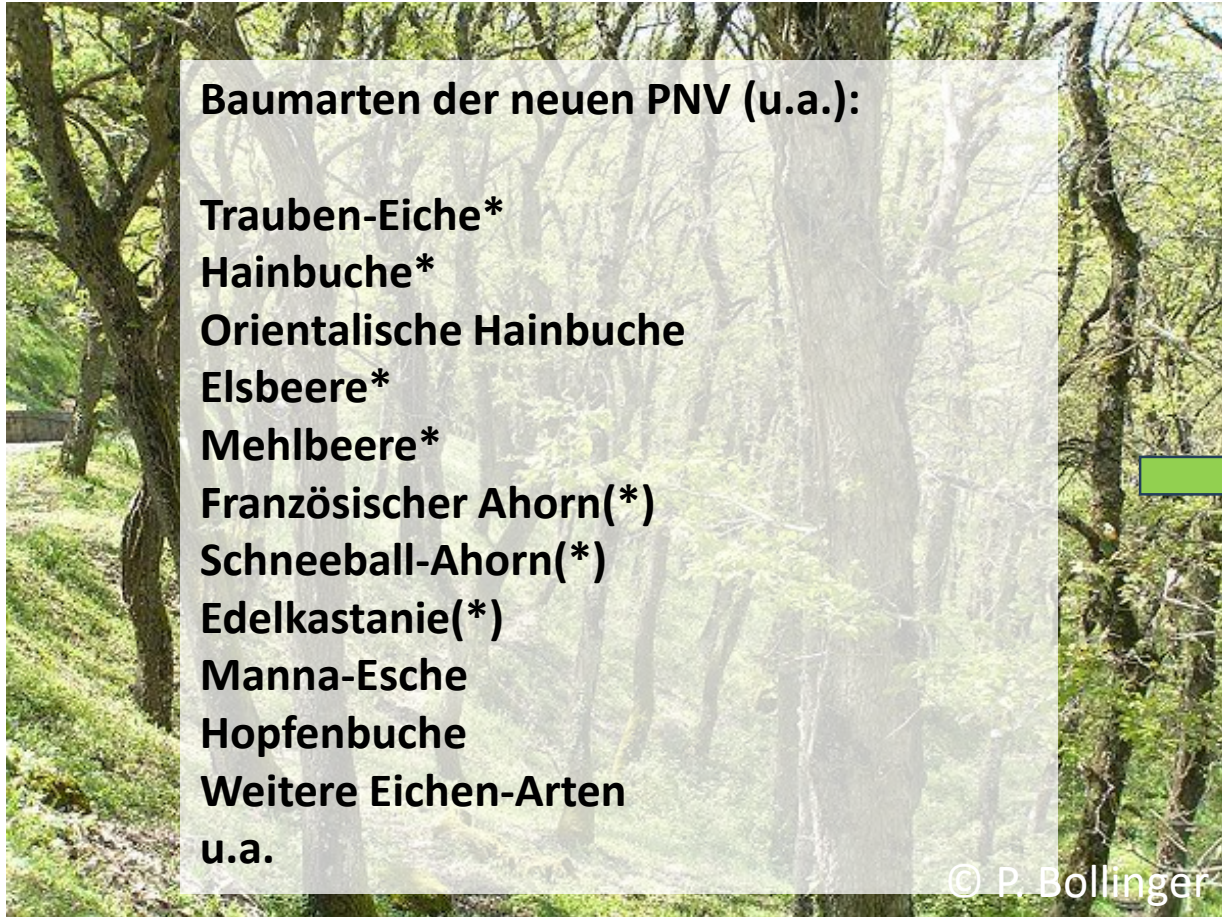 Baumarten der neuen PNV (u.a.):
Trauben-Eiche*
Hainbuche*
Orientalische Hainbuche
Elsbeere*
Mehlbeere*
Französischer Ahorn(*)
Schneeball-Ahorn(*)
Edelkastanie(*)
Manna-Esche
Hopfenbuche
Weitere Eichen-Arten
u.a.
© P. Bollinger